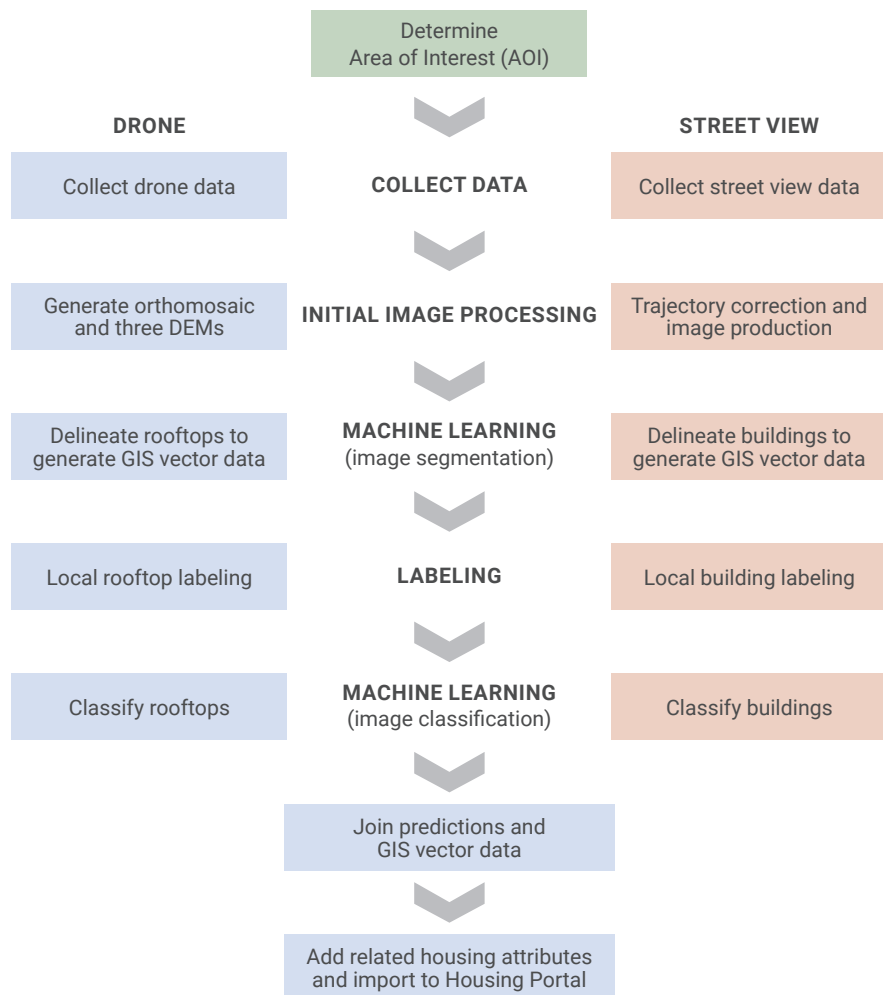 Determine
Area of Interest (AOI)
DRONE
STREET VIEW
Collect drone data
COLLECT DATA
Collect street view data
Generate orthomosaic
and three DEMs
INITIAL IMAGE PROCESSING
Trajectory correction and
image production
Delineate rooftops to
generate GIS vector data
MACHINE LEARNING
(image segmentation)
Delineate buildings to
generate GIS vector data
Local rooftop labeling
LABELING
Local building labeling
Classify rooftops
MACHINE LEARNING
(image classification)
Classify buildings
Join predictions and
GIS vector data
Add related housing attributes
and import to Housing Portal